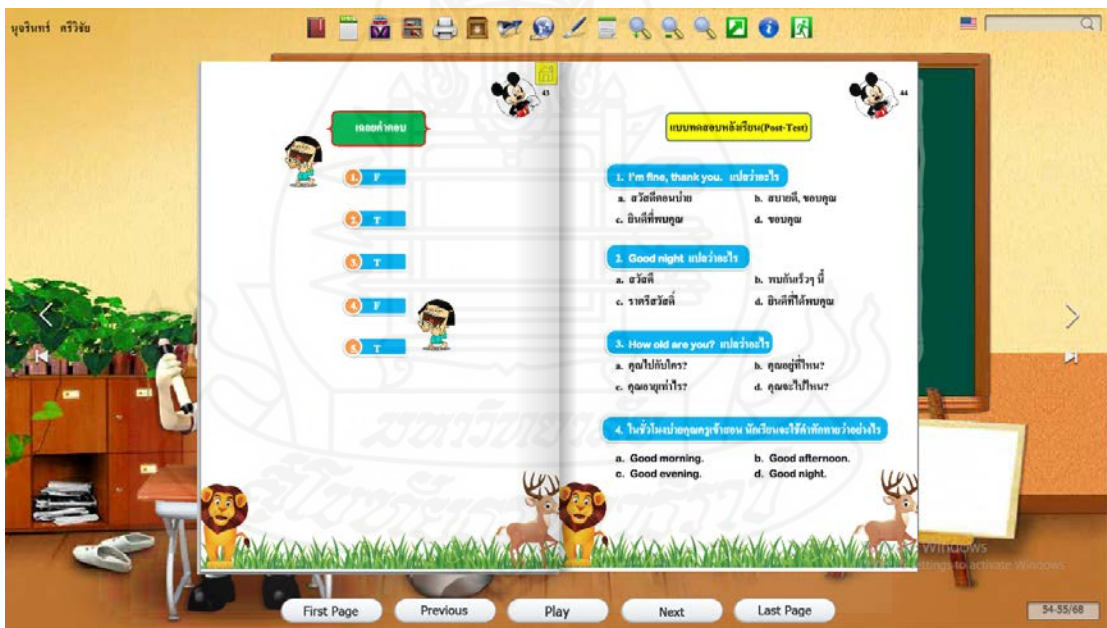 นุจรินทร์ ศรีวิชัย
43
เฉลยคำตอบ
1. F
2. T
3. T
4. F
5. T
44
แบบทดสอบหลังเรียน(Post-Test)
1. I'm fine, thank you. แปลว่าอะไร
a. สวัสดีตอนบ่าย b. สบายดี, ขอบคุณ
c. ยินดีที่พบคุณ d. ขอบคุณ
2. Good night แปลว่าอะไร
a. สวัสดี b. พบกันเร็วๆ นี้
c. ราตรีสวัสดิ์ d. ยินดีที่ได้พบคุณ
3. How old are you? แปลว่าอะไร
a. คุณไปกับใคร? b. คุณอยู่ที่ไหน?
c. คุณอายุเท่าไร? d. คุณจะไปไหน?
4. ในชั่วโมงบ่ายคุณครูเข้าสอน นักเรียนจะใช้คำทักทายว่าอย่างไร
a. Good morning. b. Good afternoon.
c. Good evening. d. Good night.
Windows
ettings to activate Windows.
First Page Previous Play Next Last Page
54-55/68